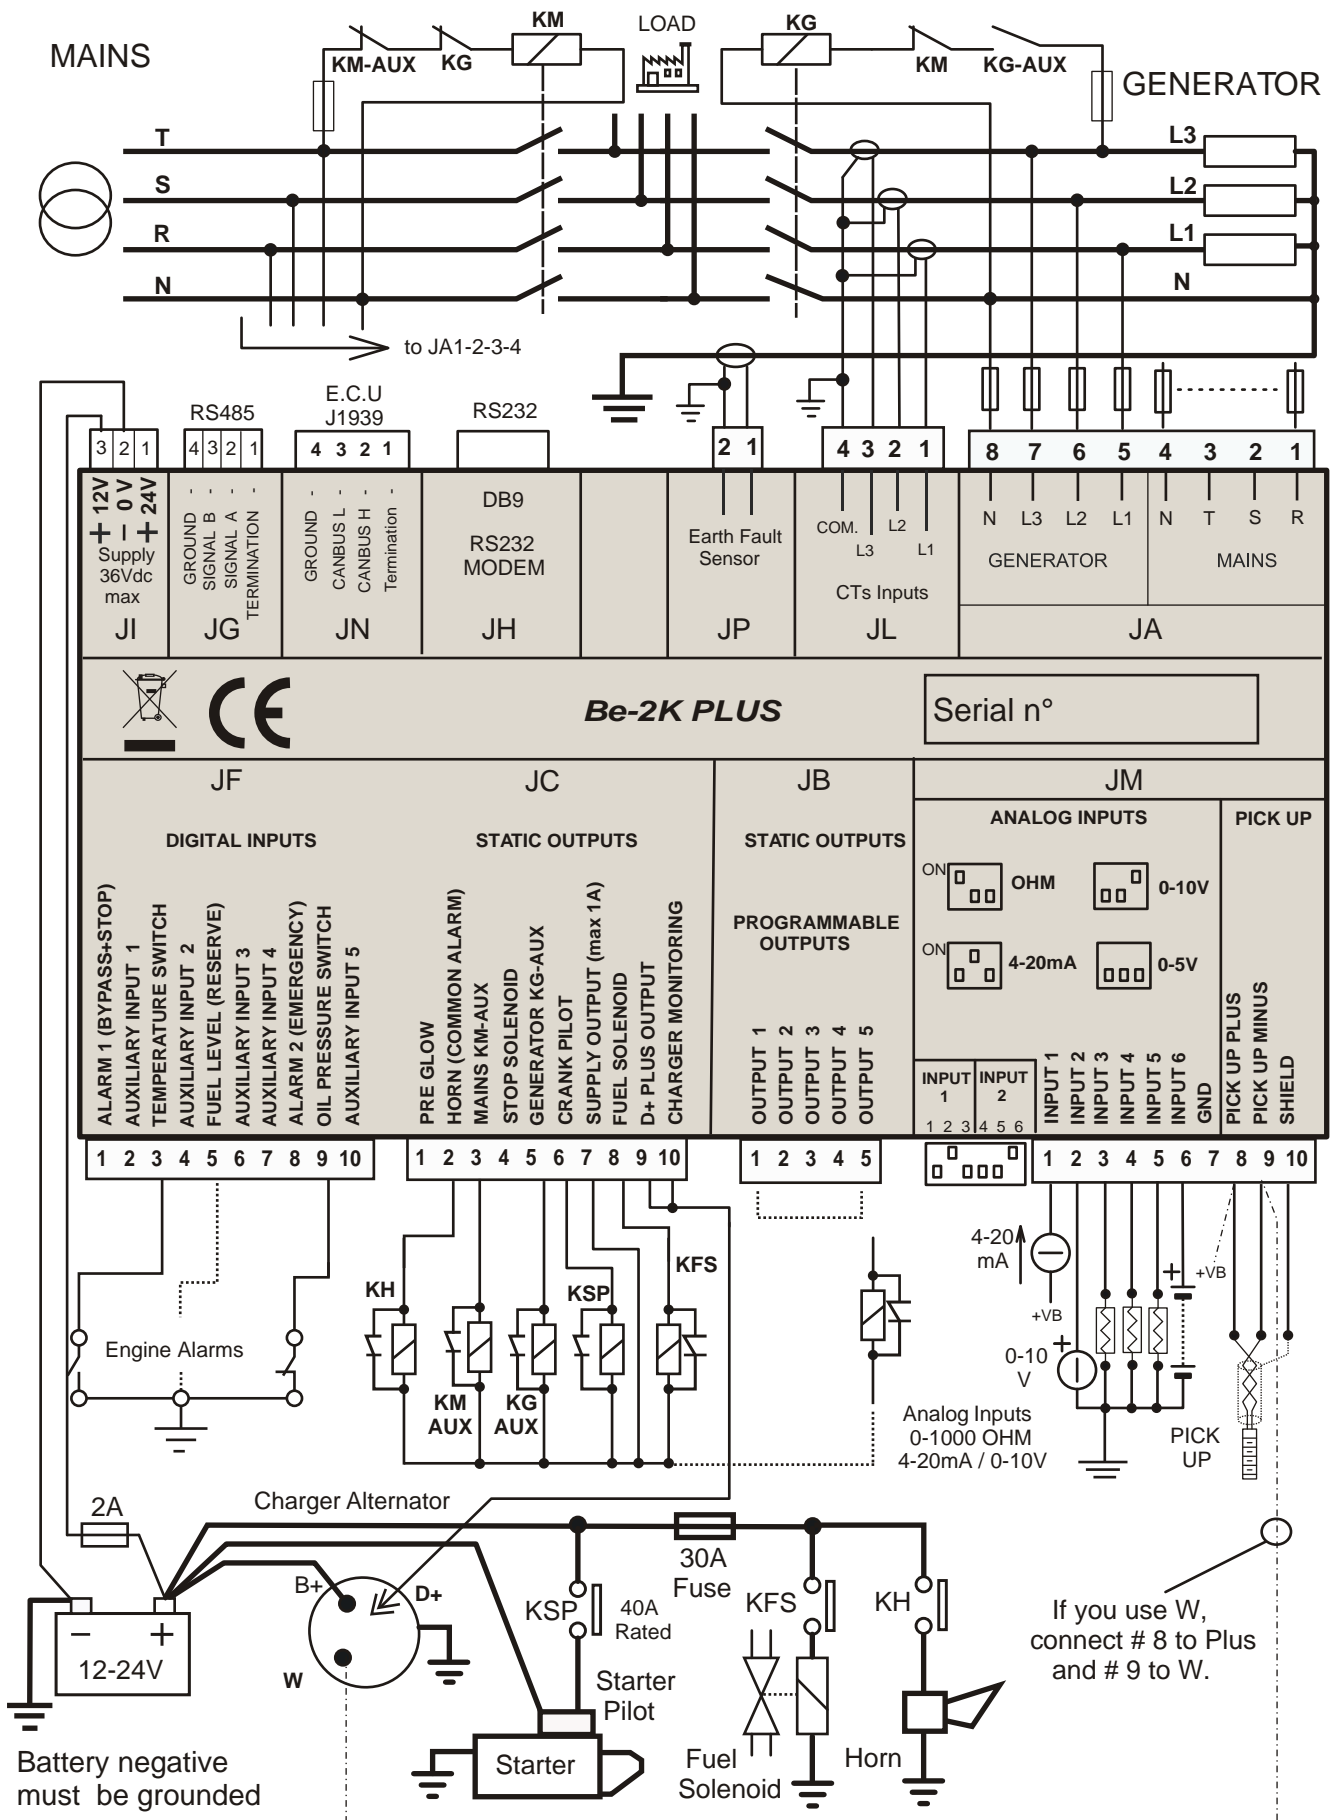 KM
LOAD
KG
MAINS
KM-AUX
KG
KM
KG-AUX
GENERATOR
T
L3
S
L2
R
L1
N
N
to JA1-2-3-4
RS485
E.C.U
J1939
RS232
3 2 1
4 3 2 1
4 3 2 1
2 1
4 3 2 1
8 7 6 5 4 3 2 1
+ 12V
– 0 V
+ 24V
Supply
36Vdc
max
JI
GROUND -
SIGNAL B -
SIGNAL A -
TERMINATION -
JG
GROUND -
CANBUS L -
CANBUS H -
Termination -
JN
DB9
RS232
MODEM
JH
Earth Fault
Sensor
JP
COM.
L3
L2
L1
CTs Inputs
JL
N L3 L2 L1 N T S R
GENERATOR
MAINS
JA
CE
Be-2K PLUS
Serial n°
JF
DIGITAL INPUTS
ALARM 1 (BYPASS+STOP)
AUXILIARY INPUT 1
TEMPERATURE SWITCH
AUXILIARY INPUT 2
FUEL LEVEL (RESERVE)
AUXILIARY INPUT 3
AUXILIARY INPUT 4
ALARM 2 (EMERGENCY)
OIL PRESSURE SWITCH
AUXILIARY INPUT 5
1 2 3 4 5 6 7 8 9 10
JC
STATIC OUTPUTS
PRE GLOW
HORN (COMMON ALARM)
MAINS KM-AUX
STOP SOLENOID
GENERATOR KG-AUX
CRANK PILOT
SUPPLY OUTPUT (max 1A)
FUEL SOLENOID
D+ PLUS OUTPUT
CHARGER MONITORING
1 2 3 4 5 6 7 8 9 10
JB
STATIC OUTPUTS
PROGRAMMABLE
OUTPUTS
OUTPUT 1
OUTPUT 2
OUTPUT 3
OUTPUT 4
OUTPUT 5
1 2 3 4 5
JM
ANALOG INPUTS
PICK UP
ON
OHM
0-10V
ON
4-20mA
0-5V
INPUT
1
INPUT
2
1 2 3 4 5 6
INPUT 1
INPUT 2
INPUT 3
INPUT 4
INPUT 5
INPUT 6
GND
PICK UP PLUS
PICK UP MINUS
SHIELD
1 2 3 4 5 6 7 8 9 10
4-20
mA
+VB
+
0-10
V
+
+VB
Engine Alarms
KH
KM
AUX
KG
AUX
KSP
KFS
Analog Inputs
0-1000 OHM
4-20mA / 0-10V
PICK
UP
2A
Charger Alternator
B+
D+
W
– +
12-24V
KSP
40A
Rated
30A
Fuse
KFS
KH
If you use W,
connect # 8 to Plus
and # 9 to W.
Starter
Pilot
Starter
Fuel
Solenoid
Horn
Battery negative
must be grounded